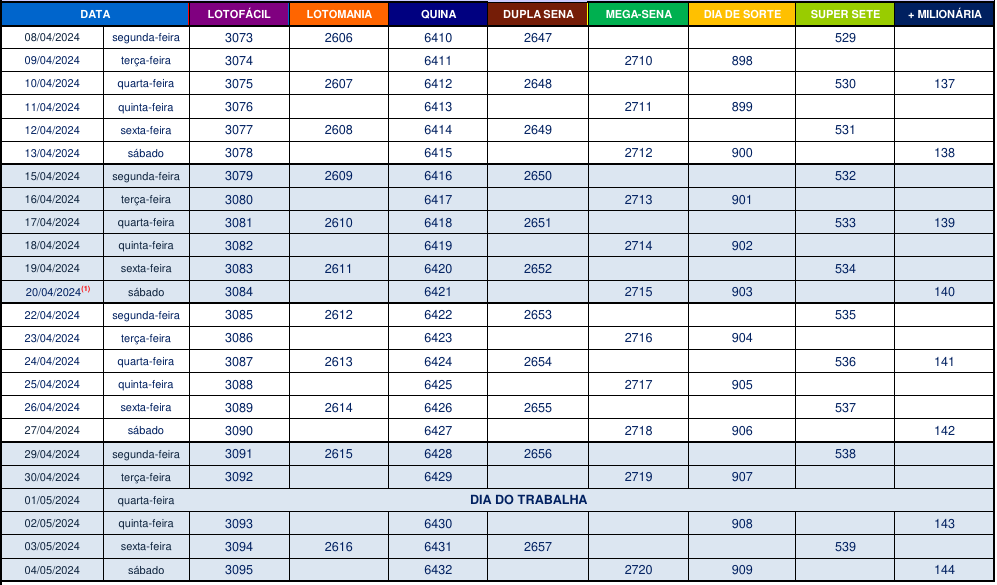 DATA LOTOFÁCIL LOTOMANIA QUINA DUPLA SENA MEGA-SENA DIA DE SORTE SUPER SETE + MILIONÁRIA
08/04/2024 segunda-feira 3073 2606 6410 2647 529
09/04/2024 terça-feira 3074 6411 2710 898
10/04/2024 quarta-feira 3075 2607 6412 2648 530 137
11/04/2024 quinta-feira 3076 6413 2711 899
12/04/2024 sexta-feira 3077 2608 6414 2649 531
13/04/2024 sábado 3078 6415 2712 900 138
15/04/2024 segunda-feira 3079 2609 6416 2650 532
16/04/2024 terça-feira 3080 6417 2713 901
17/04/2024 quarta-feira 3081 2610 6418 2651 533 139
18/04/2024 quinta-feira 3082 6419 2714 902
19/04/2024 sexta-feira 3083 2611 6420 2652 534
20/04/2024(1) sábado 3084 6421 2715 903 140
22/04/2024 segunda-feira 3085 2612 6422 2653 535
23/04/2024 terça-feira 3086 6423 2716 904
24/04/2024 quarta-feira 3087 2613 6424 2654 536 141
25/04/2024 quinta-feira 3088 6425 2717 905
26/04/2024 sexta-feira 3089 2614 6426 2655 537
27/04/2024 sábado 3090 6427 2718 906 142
29/04/2024 segunda-feira 3091 2615 6428 2656 538
30/04/2024 terça-feira 3092 6429 2719 907
01/05/2024 quarta-feira DIA DO TRABALHA
02/05/2024 quinta-feira 3093 6430 908 143
03/05/2024 sexta-feira 3094 2616 6431 2657 539
04/05/2024 sábado 3095 6432 2720 909 144